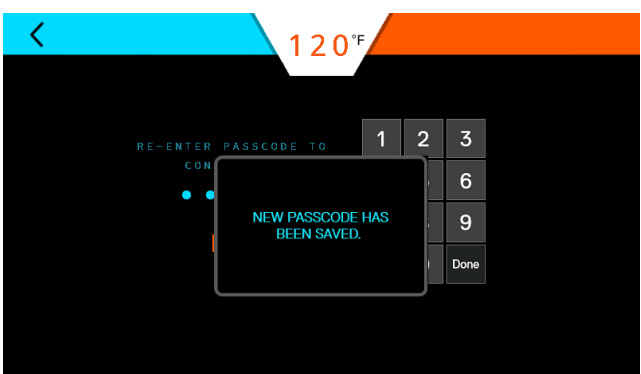 120°F
RE-ENTER PASSCODE TO
1 2 3
CON
6
NEW PASSCODE HAS
BEEN SAVED.
9
Done